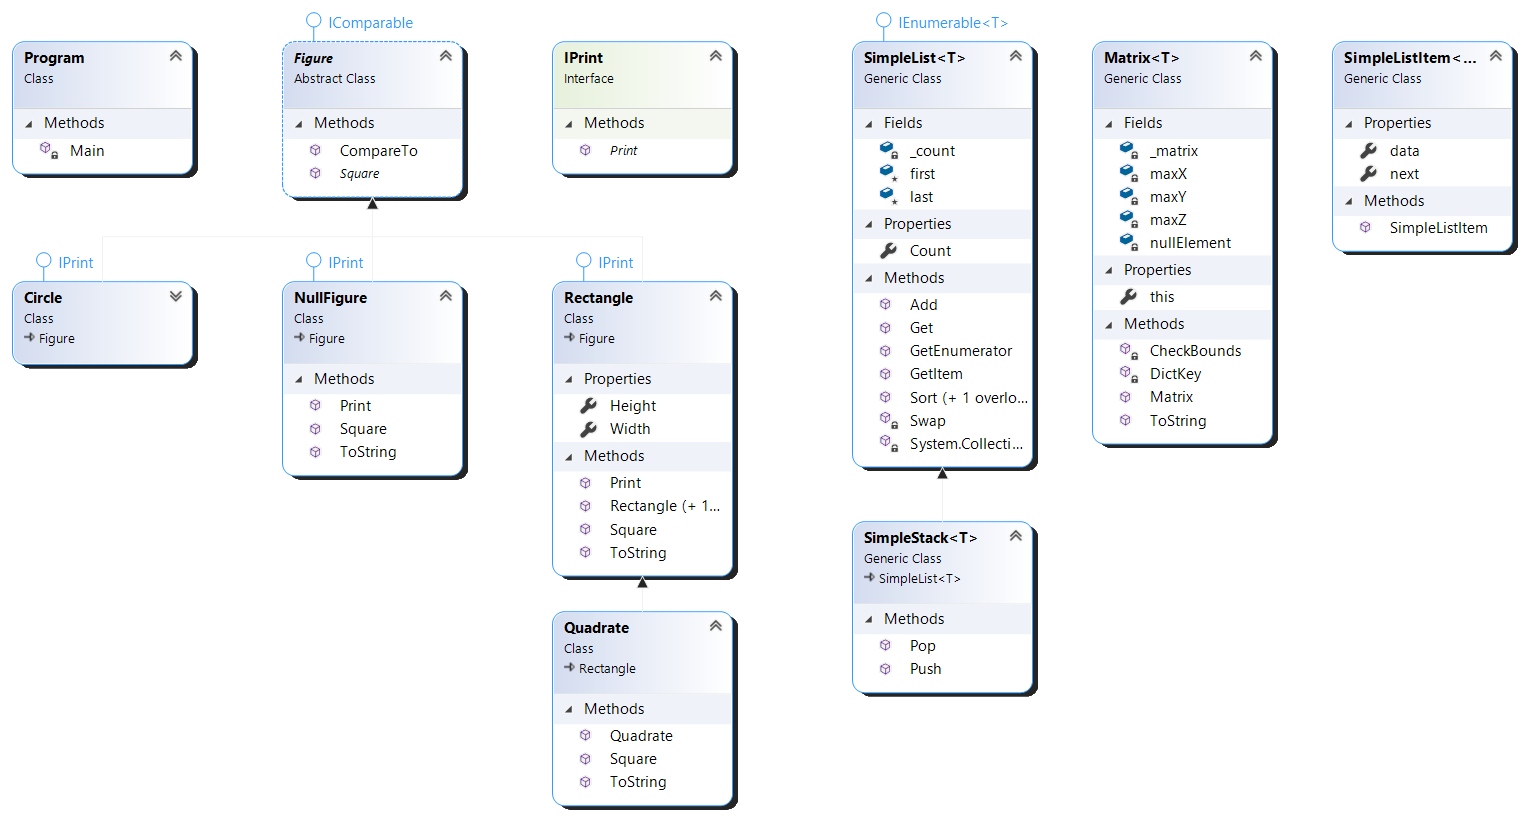 Program
Class
Methods
Main
IComparable
Figure
Abstract Class
Methods
CompareTo
Square
IPrint
Interface
Methods
Print
IPrint
Circle
Class
Figure
IPrint
NullFigure
Class
Figure
Methods
Print
Square
ToString
IPrint
Rectangle
Class
Figure
Properties
Height
Width
Methods
Print
Rectangle (+ 1...
Square
ToString
Quadrate
Class
Rectangle
Methods
Quadrate
Square
ToString
IEnumerable<T>
SimpleList<T>
Generic Class
Fields
_count
first
last
Properties
Count
Methods
Add
Get
GetEnumerator
GetItem
Sort (+ 1 overlo...
Swap
System.Collecti...
SimpleStack<T>
Generic Class
SimpleList<T>
Methods
Pop
Push
Matrix<T>
Generic Class
Fields
_matrix
maxX
maxY
maxZ
nullElement
Properties
this
Methods
CheckBounds
DictKey
Matrix
ToString
SimpleListItem<...
Generic Class
Properties
data
next
Methods
SimpleListItem